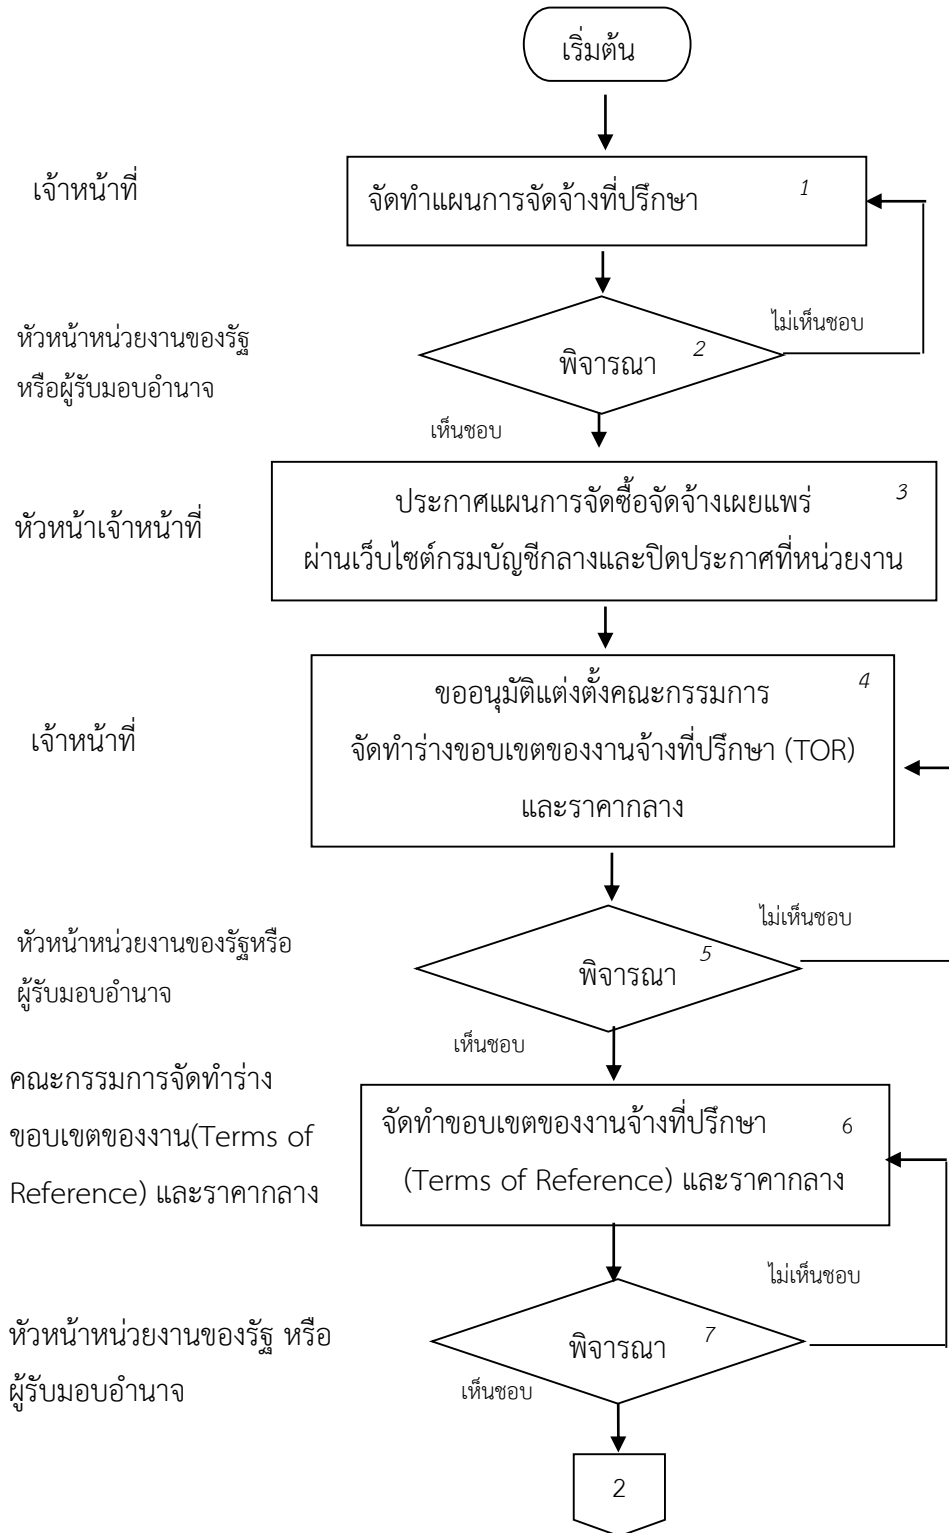 เริ่มต้น
เจ้าหน้าที่
จัดทำแผนการจัดจ้างที่ปรึกษา 1
หัวหน้าหน่วยงานของรัฐ
หรือผู้รับมอบอำนาจ
พิจารณา 2
ไม่เห็นชอบ
เห็นชอบ
หัวหน้าเจ้าหน้าที่
ประกาศแผนการจัดซื้อจัดจ้างเผยแพร่ 3
ผ่านเว็บไซต์กรมบัญชีกลางและปิดประกาศที่หน่วยงาน
เจ้าหน้าที่
ขออนุมัติแต่งตั้งคณะกรรมการ 4
จัดทำร่างขอบเขตของงานจ้างที่ปรึกษา (TOR)
และราคากลาง
หัวหน้าหน่วยงานของรัฐหรือ
ผู้รับมอบอำนาจ
พิจารณา 5
ไม่เห็นชอบ
เห็นชอบ
คณะกรรมการจัดทำร่าง
ขอบเขตของงาน(Terms of
Reference) และราคากลาง
จัดทำขอบเขตของงานจ้างที่ปรึกษา 6
(Terms of Reference) และราคากลาง
หัวหน้าหน่วยงานของรัฐ หรือ
ผู้รับมอบอำนาจ
พิจารณา 7
ไม่เห็นชอบ
เห็นชอบ
2